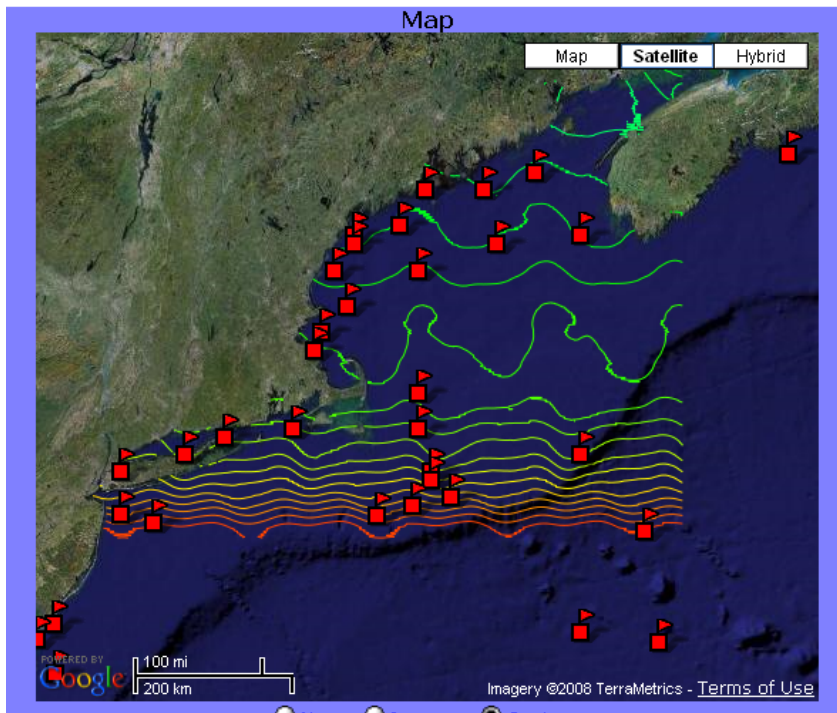 Map
Map Satellite Hybrid
POWERED BY
Google
100 mi
200 km
Imagery ©2008 TerraMetrics - Terms of Use